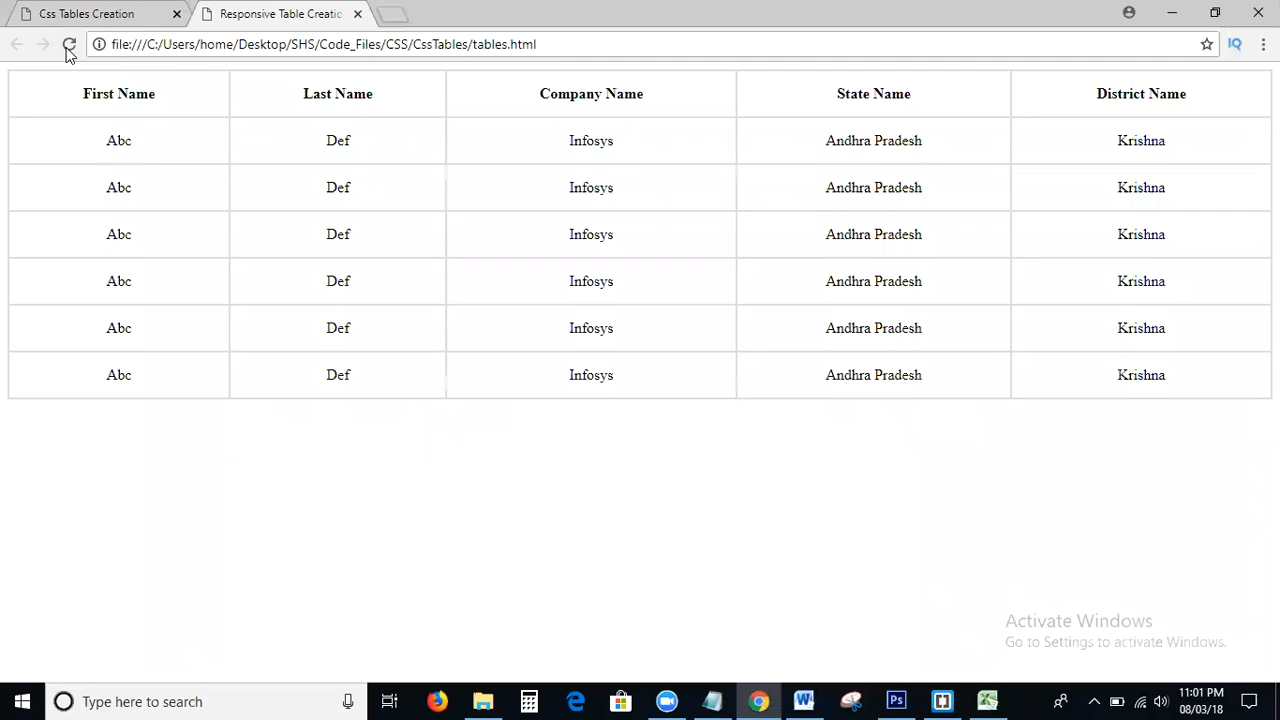 Css Tables Creation
Responsive Table Creatio
file:///C:/Users/home/Desktop/SHS/Code_Files/CSS/CssTables/tables.html
IQ
First Name Last Name Company Name State Name District Name
Abc Def Infosys Andhra Pradesh Krishna
Abc Def Infosys Andhra Pradesh Krishna
Abc Def Infosys Andhra Pradesh Krishna
Abc Def Infosys Andhra Pradesh Krishna
Abc Def Infosys Andhra Pradesh Krishna
Abc Def Infosys Andhra Pradesh Krishna
Activate Windows
Go to Settings to activate Windows.
Type here to search
Ps
11:01 PM
08/03/18